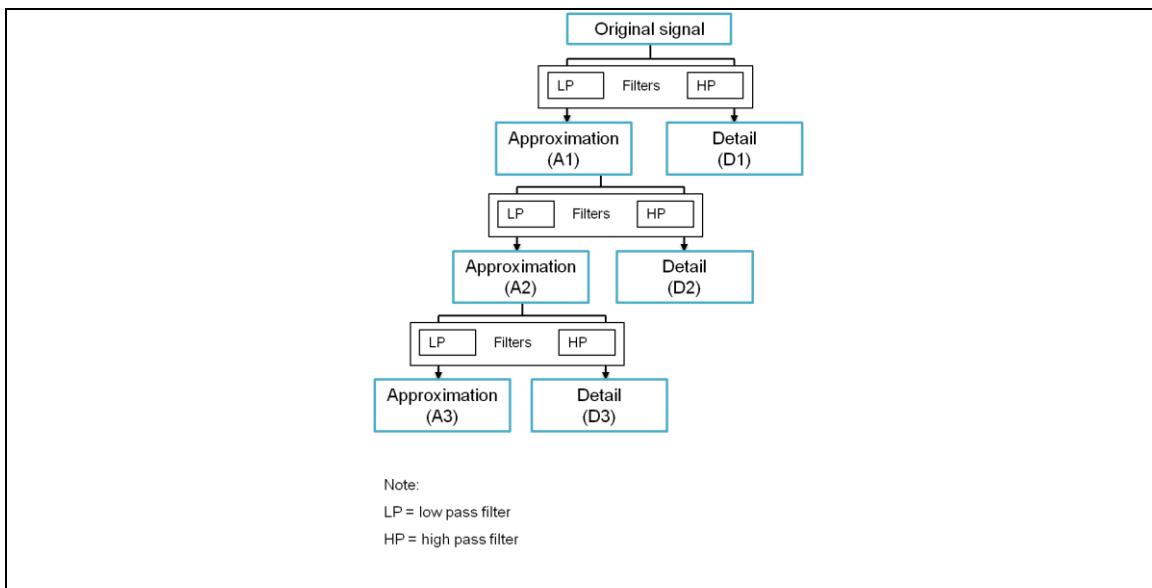 Original signal
LP Filters HP
Approximation
(A1)
Detail
(D1)
LP Filters HP
Approximation
(A2)
Detail
(D2)
LP Filters HP
Approximation
(A3)
Detail
(D3)
Note:
LP = low pass filter
HP = high pass filter